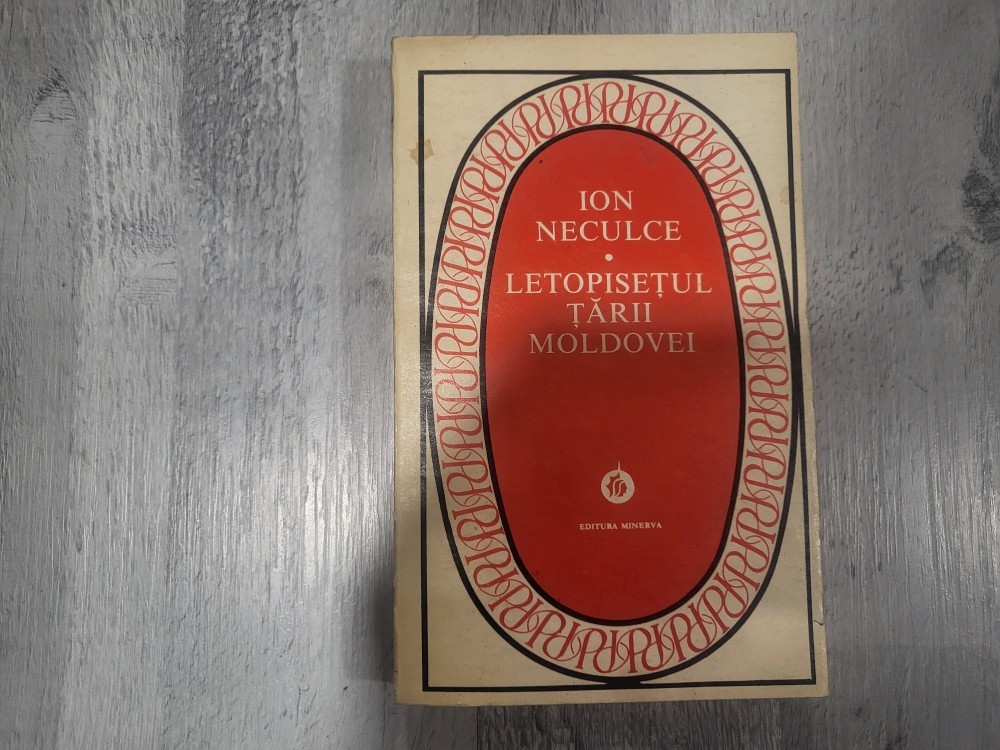 ION
NECULCE
•
LETOPISEȚUL
ȚĂRII
MOLDOVEI
EDITURA MINERVA